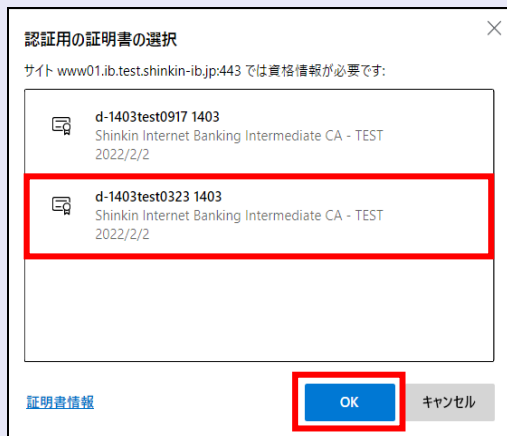 認証用の証明書の選択
サイト www01.ib.test.shinkin-ib.jp:443 では資格情報が必要です:
d-1403test0917 1403
Shinkin Internet Banking Intermediate CA - TEST
2022/2/2
d-1403test0323 1403
Shinkin Internet Banking Intermediate CA - TEST
2022/2/2
証明書情報
OK
キャンセル